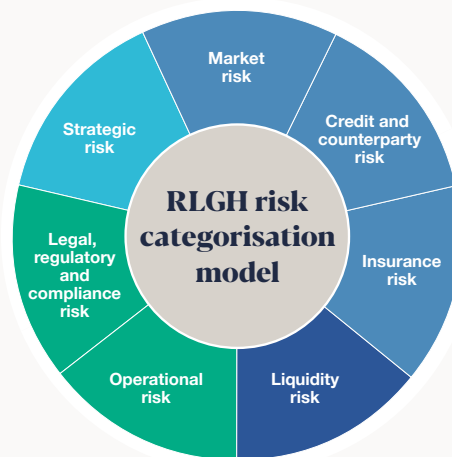 Market
risk
Credit and
counterparty
risk
Insurance
risk
Liquidity
risk
Operational
risk
Legal,
regulatory
and
compliance
risk
Strategic
risk
RLGH risk
categorisation
model